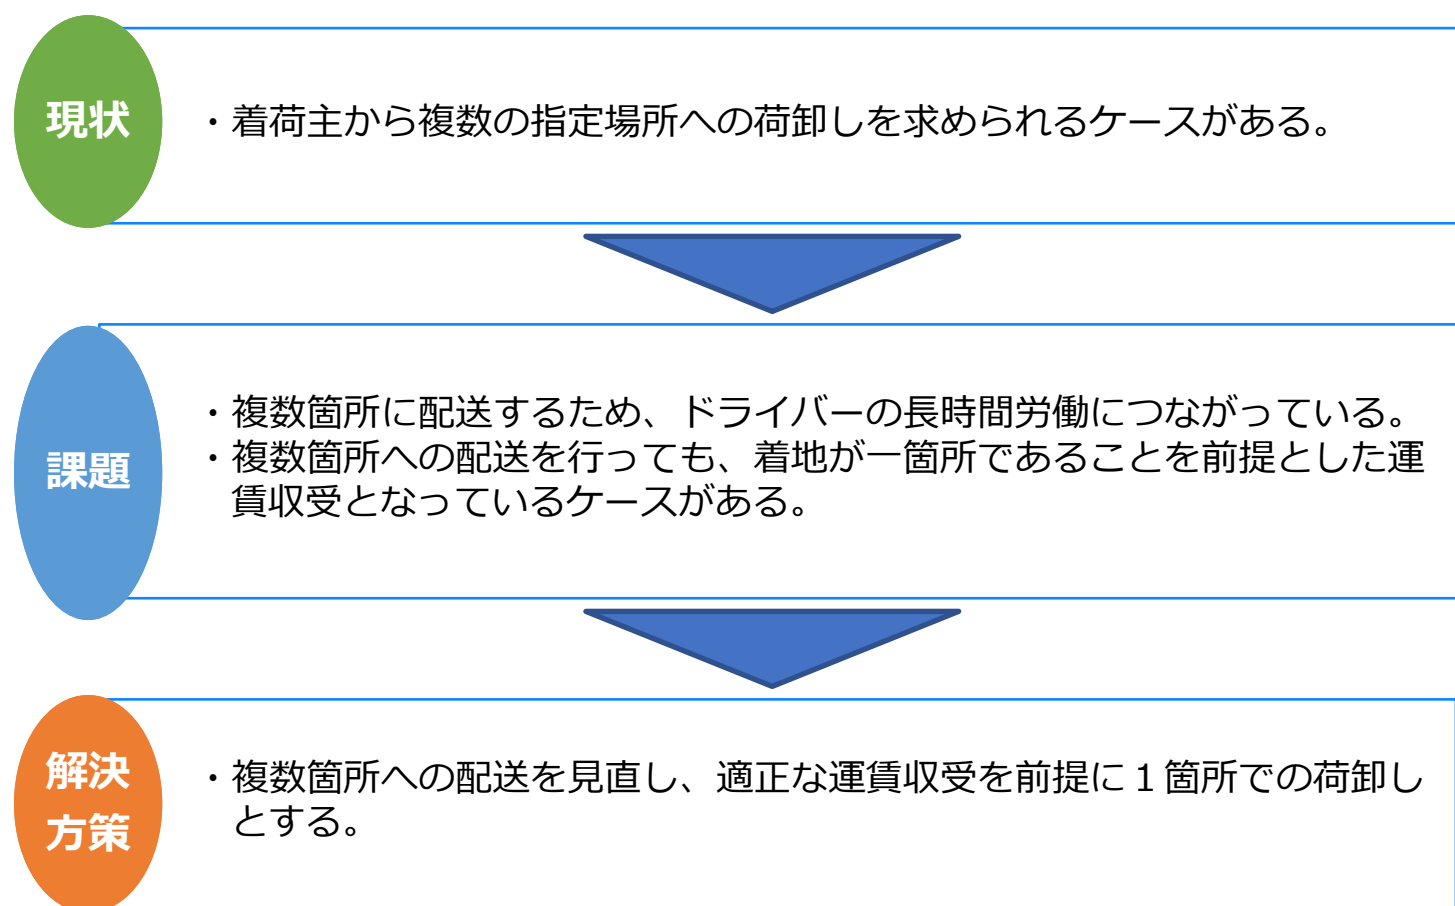 現状
・着荷主から複数の指定場所への荷卸しを求められるケースがある。
課題
・複数箇所に配送するため、ドライバーの長時間労働につながっている。
・複数箇所への配送を行っても、着地が一箇所であることを前提とした運
賃収受となっているケースがある。
解決
方策
・複数箇所への配送を見直し、適正な運賃収受を前提に１箇所での荷卸し
とする。